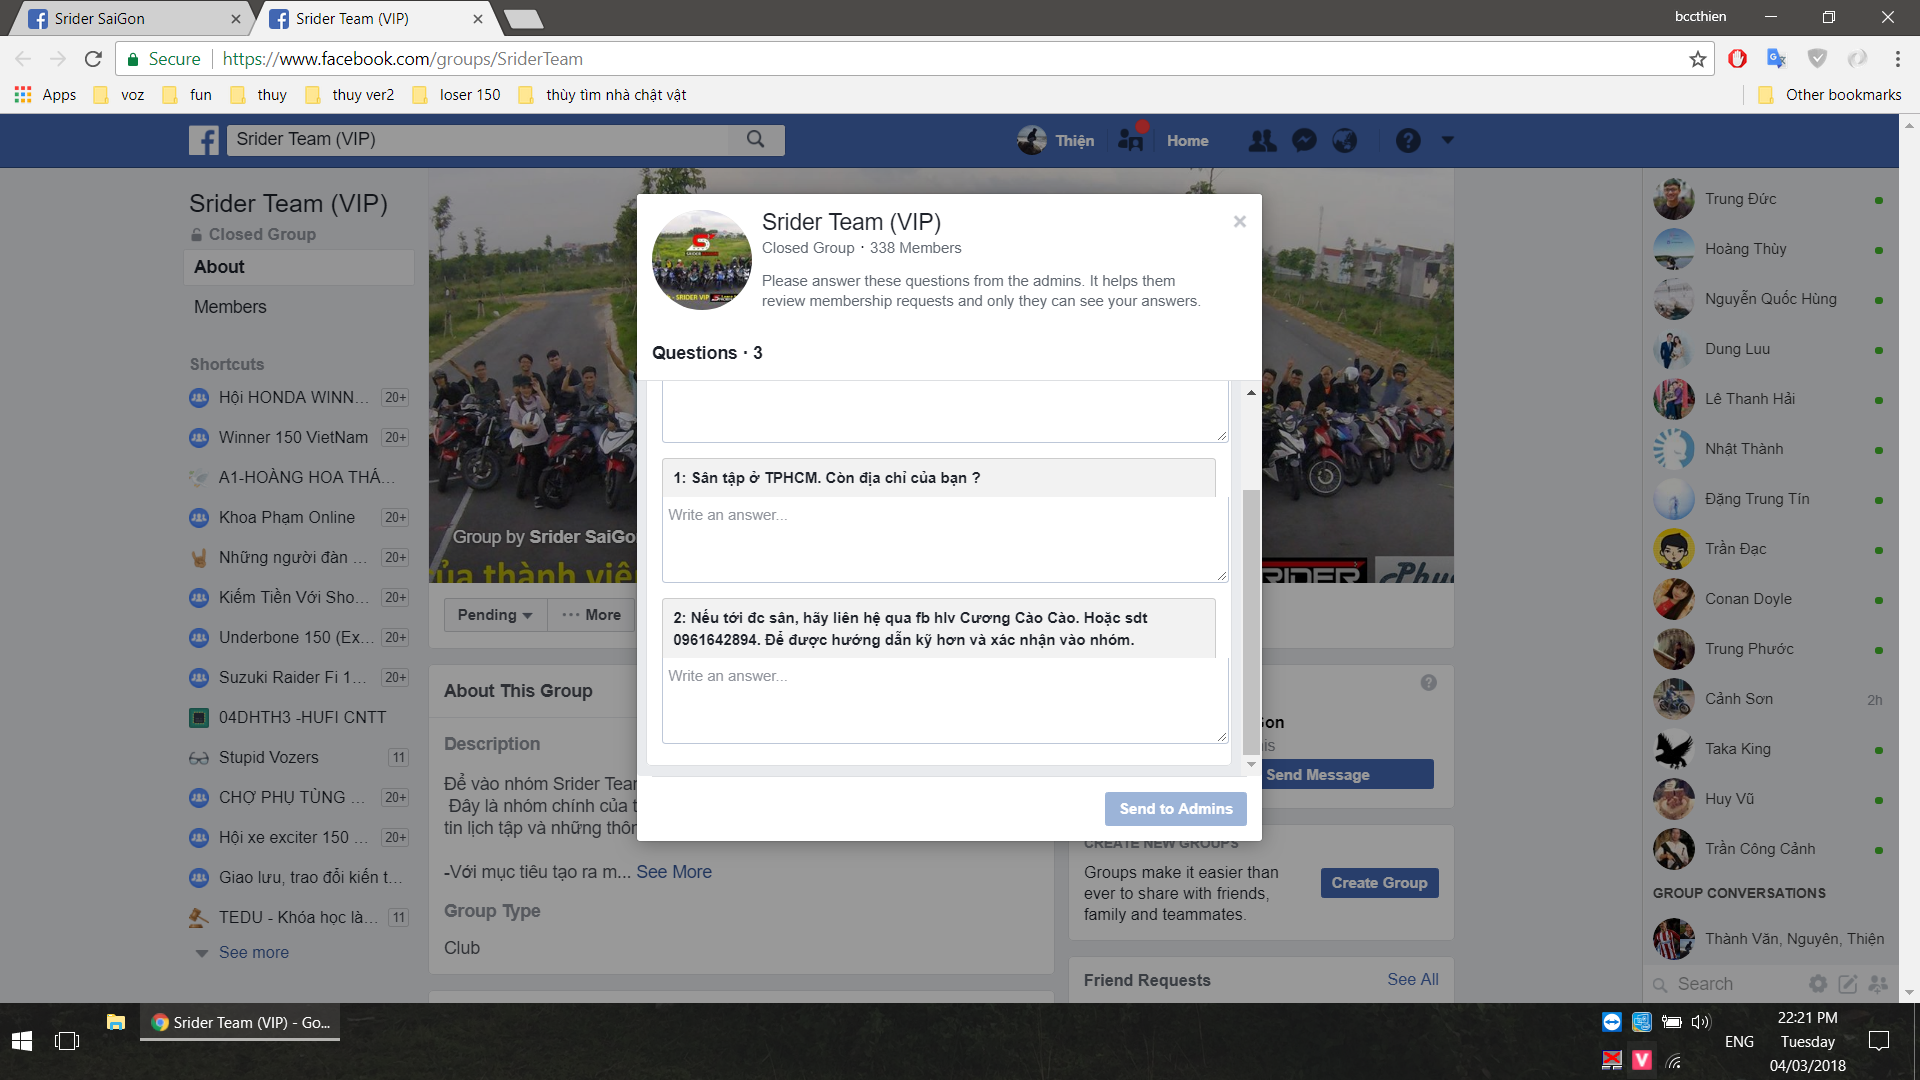 Srider SaiGon
Srider Team (VIP)
bccthien
Secure
https://www.facebook.com/groups/SriderTeam
Apps
voz
fun
thuy
thuy ver2
loser 150
thùy tìm nhà chật vật
Other bookmarks
Srider Team (VIP)
Thiện
Home
Srider Team (VIP)
Closed Group
About
Members
Shortcuts
Hội HONDA WINN... 20+
Winner 150 VietNam 20+
A1-HOÀNG HOA THÁ...
Khoa Phạm Online 20+
Những người đàn ... 20+
Kiếm Tiền Với Sho... 20+
Underbone 150 (Ex... 20+
Suzuki Raider Fi 1... 20+
04DHTH3 -HUFI CNTT
Stupid Vozers 11
CHỢ PHỤ TÙNG ... 20+
Hội xe exciter 150 ... 20+
Giao lưu, trao đổi kiến t...
TEDU - Khóa học là... 11
See more
Group by Srider SaiGo
ủa thành viê
RIDER
Phụ
Pending
More
About This Group
Description
Để vào nhóm Srider Tear
Đây là nhóm chính của t
tin lịch tập và những thôn
-Với mục tiêu tạo ra m... See More
Group Type
Club
Srider Team (VIP)
Closed Group · 338 Members
Please answer these questions from the admins. It helps them
review membership requests and only they can see your answers.
Questions · 3
1: Sân tập ở TPHCM. Còn địa chỉ của bạn ?
Write an answer...
2: Nếu tới đc sân, hãy liên hệ qua fb hlv Cương Cào Cào. Hoặc sdt
0961642894. Để được hướng dẫn kỹ hơn và xác nhận vào nhóm.
Write an answer...
Send to Admins
Gon
is
Send Message
CREATE NEW GROUPS
Groups make it easier than
ever to share with friends,
family and teammates.
Create Group
Friend Requests
See All
Trung Đức
Hoàng Thùy
Nguyễn Quốc Hùng
Dung Luu
Lê Thanh Hải
Nhật Thành
Đặng Trung Tín
Trần Đạc
Conan Doyle
Trung Phước
Cảnh Sơn 2h
Taka King
Huy Vũ
Trần Công Cảnh
GROUP CONVERSATIONS
Thành Văn, Nguyên, Thiện
Search
Srider Team (VIP) - Go...
ENG
22:21 PM
Tuesday
04/03/2018